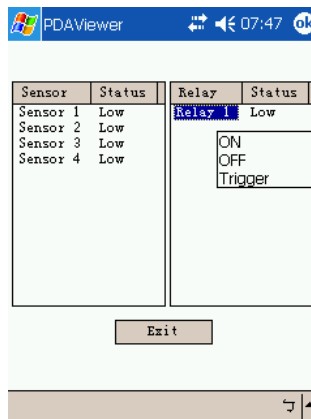 PDAViewer 07:47 ok
Sensor Status Relay Status
Sensor 1 Low Relay 1 Low
Sensor 2 Low
Sensor 3 Low
Sensor 4 Low
ON
OFF
Trigger
Exit